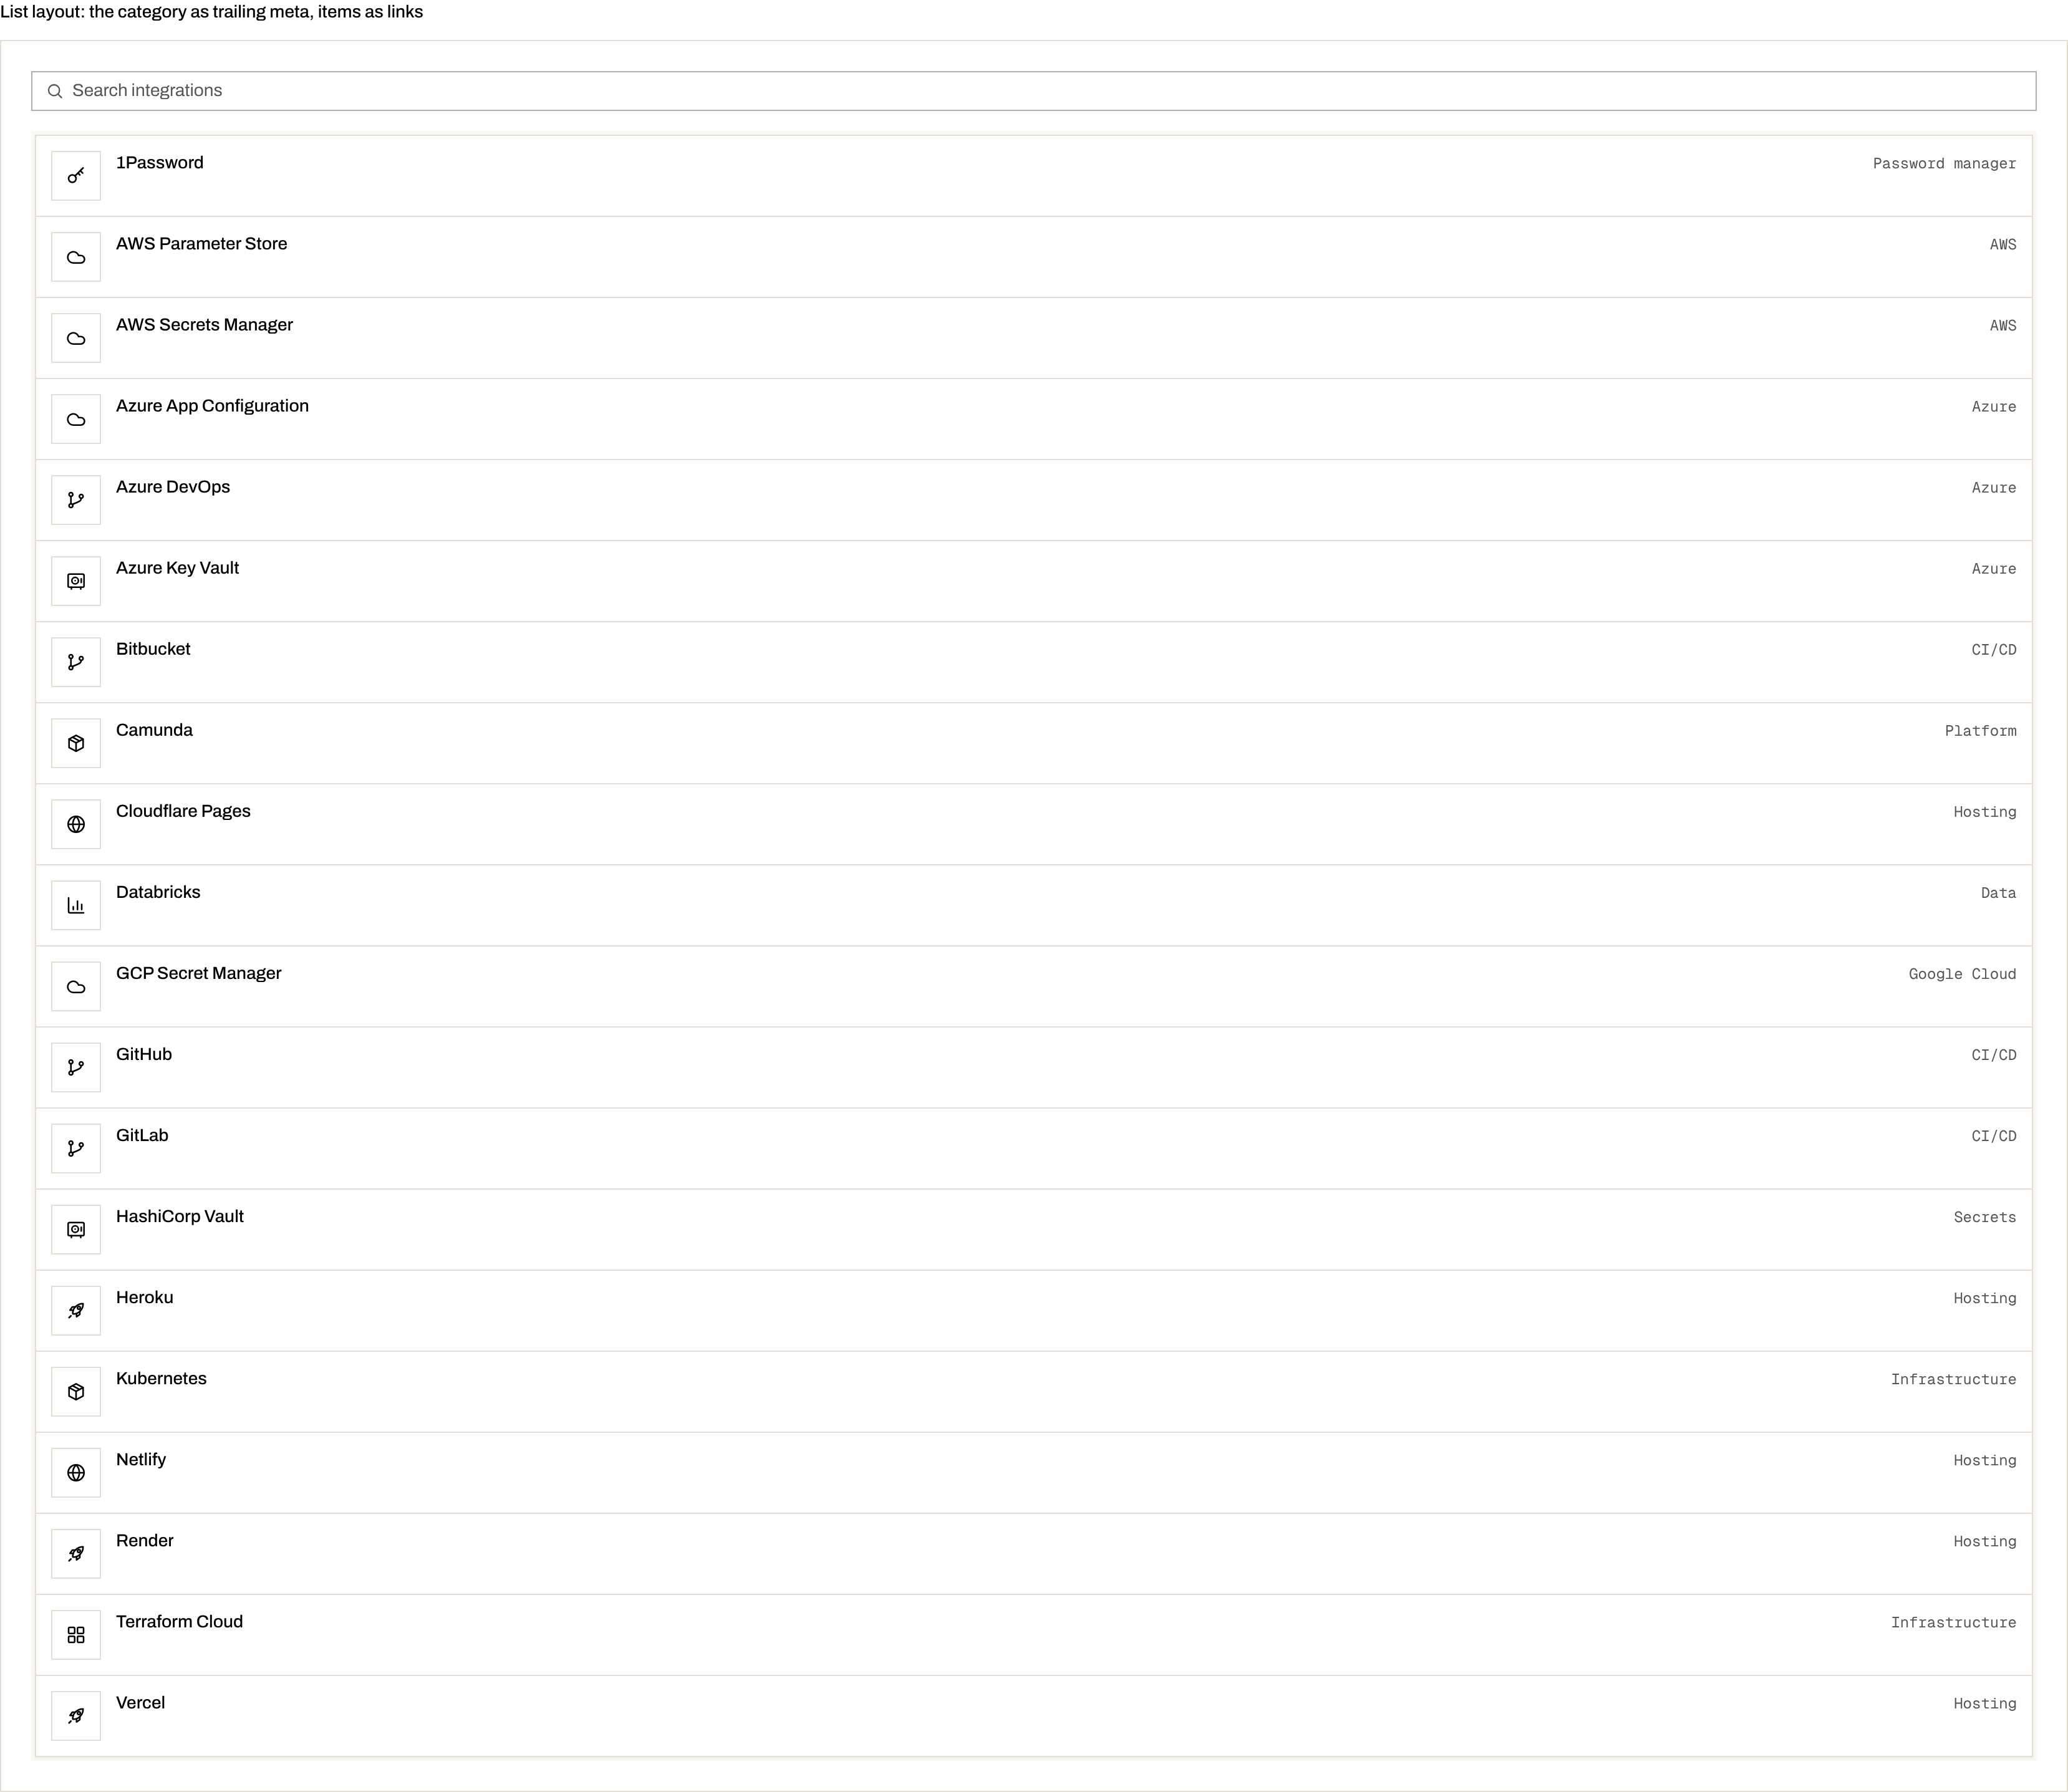 List layout: the category as trailing meta, items as links
Search integrations
1Password Password manager
AWS Parameter Store AWS
AWS Secrets Manager AWS
Azure App Configuration Azure
Azure DevOps Azure
Azure Key Vault Azure
Bitbucket CI/CD
Camunda Platform
Cloudflare Pages Hosting
Databricks Data
GCP Secret Manager Google Cloud
GitHub CI/CD
GitLab CI/CD
HashiCorp Vault Secrets
Heroku Hosting
Kubernetes Infrastructure
Netlify Hosting
Render Hosting
Terraform Cloud Infrastructure
Vercel Hosting